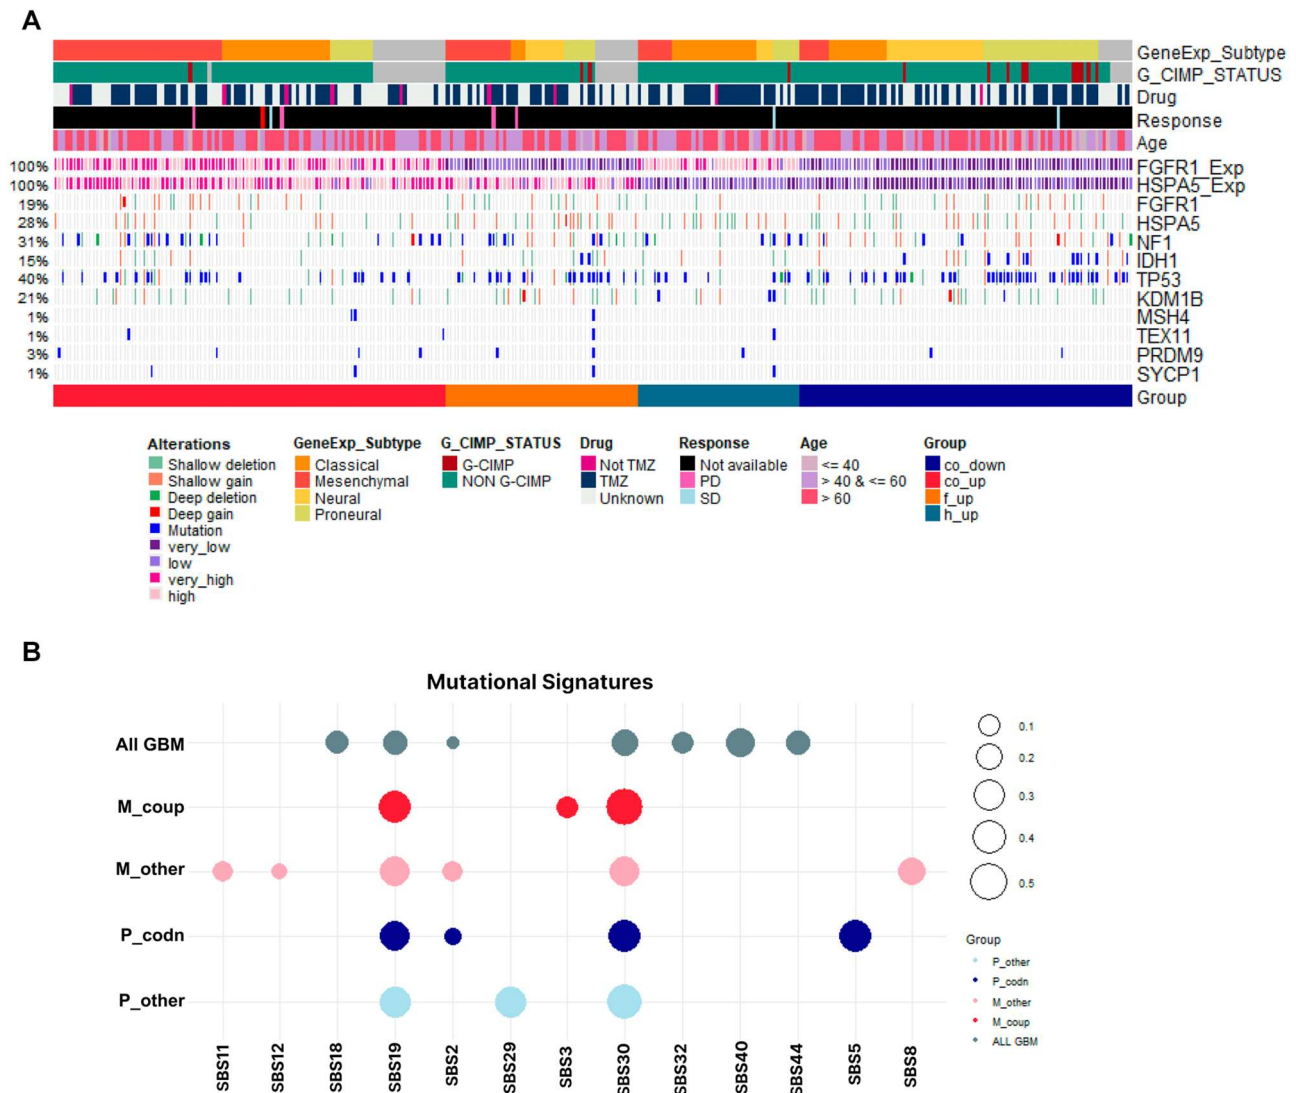 A
GeneExp_Subtype
G_CIMP_STATUS
Drug
Response
Age
100% FGFR1_Exp
100% HSPA5_Exp
19% FGFR1
28% HSPA5
31% NF1
15% IDH1
40% TP53
21% KDM1B
1% MSH4
1% TEX11
3% PRDM9
1% SYCP1
Group
Alterations
Shallow deletion
Shallow gain
Deep deletion
Deep gain
Mutation
very_low
low
very_high
high
GeneExp_Subtype
Classical
Mesenchymal
Neural
Proneural
G_CIMP_STATUS
G-CIMP
NON G-CIMP
Drug
Not TMZ
TMZ
Unknown
Response
Not available
PD
SD
Age
<= 40
> 40 & <= 60
> 60
Group
co_down
co_up
f_up
h_up
B
Mutational Signatures
All GBM
M_coup
M_other
P_codn
P_other
SBS11
SBS12
SBS18
SBS19
SBS2
SBS29
SBS3
SBS30
SBS32
SBS40
SBS44
SBS5
SBS8
0.1
0.2
0.3
0.4
0.5
Group
P_other
P_codn
M_other
M_coup
ALL GBM